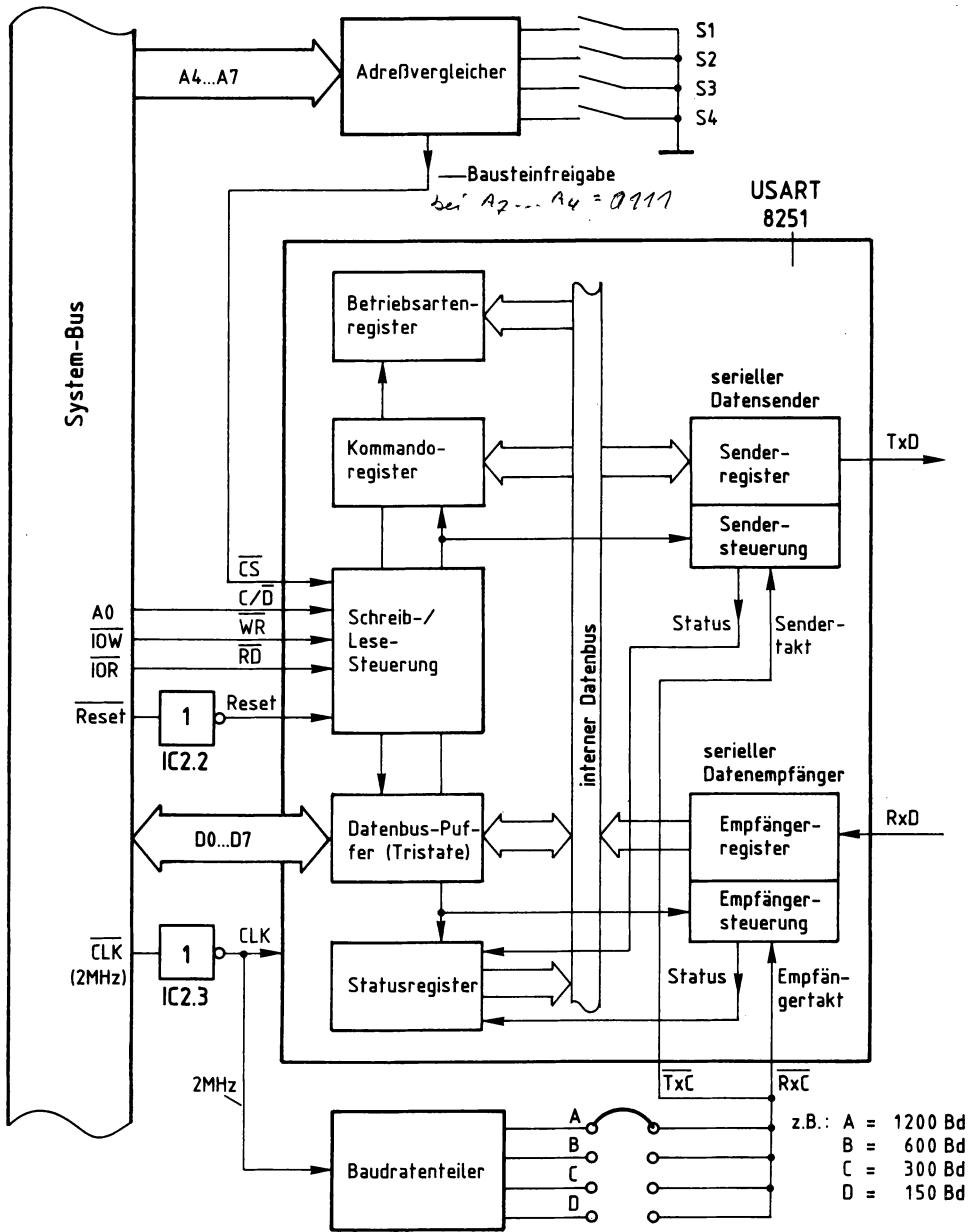 A4...A7
Adreßvergleicher
S1
S2
S3
S4
Bausteinfreigabe
bei A7 ... A4 = 0111
USART
8251
System-Bus
Betriebsarten-
register
Kommando-
register
serieller
Datensender
Sender-
register
TxD
Sender-
steuerung
CS
A0
C/D
IOW
WR
IOR
RD
Schreib-/
Lese-
Steuerung
Status
Sender-
takt
interner Datenbus
Reset
1
Reset
IC2.2
serieller
Datenempfänger
D0...D7
Datenbus-Puf-
fer (Tristate)
Empfänger-
register
RxD
Empfänger-
steuerung
CLK
(2MHz)
1
CLK
IC2.3
Statusregister
Status
Empfän-
gertakt
TxC
RxC
2MHz
Baudratenteiler
A
B
C
D
z.B.: A = 1200 Bd
B = 600 Bd
C = 300 Bd
D = 150 Bd